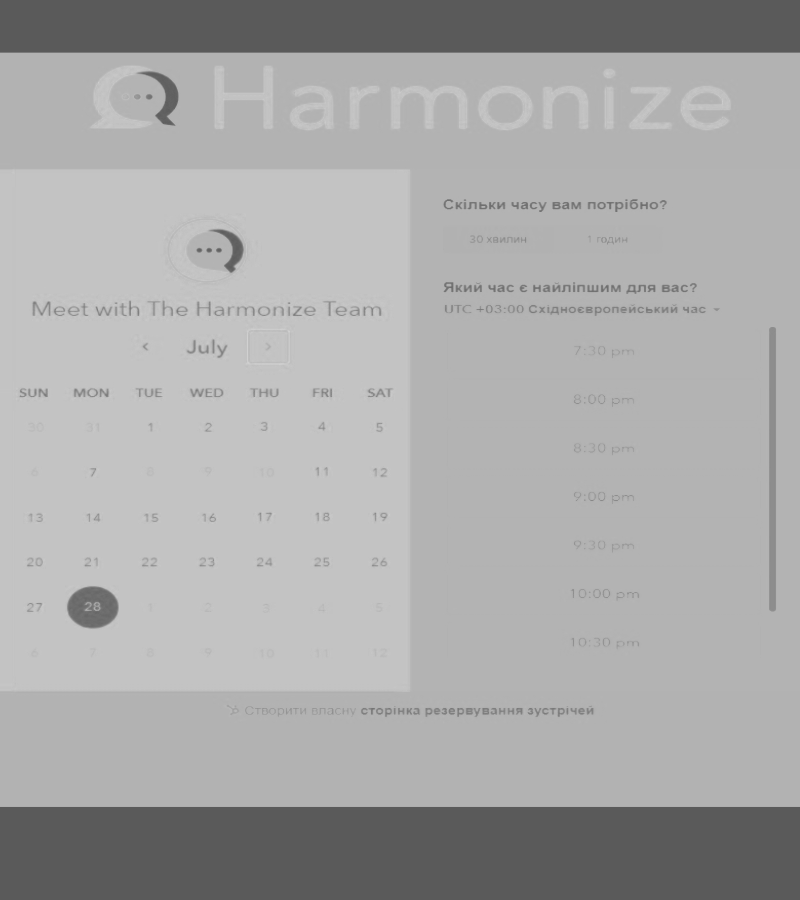 Harmonize
Meet with The Harmonize Team
July
SUN MON TUE WED THU FRI SAT
30 31 1 2 3 4 5
6 7 8 9 10 11 12
13 14 15 16 17 18 19
20 21 22 23 24 25 26
27 28 1 2 3 4 5
6 7 8 9 10 11 12
Скільки часу вам потрібно?
30 хвилин 1 годин
Який час є найліпшим для вас?
UTC +03:00 Східноєвропейський час
7:30 pm
8:00 pm
8:30 pm
9:00 pm
9:30 pm
10:00 pm
10:30 pm
Створити власну сторінка резервування зустрічей